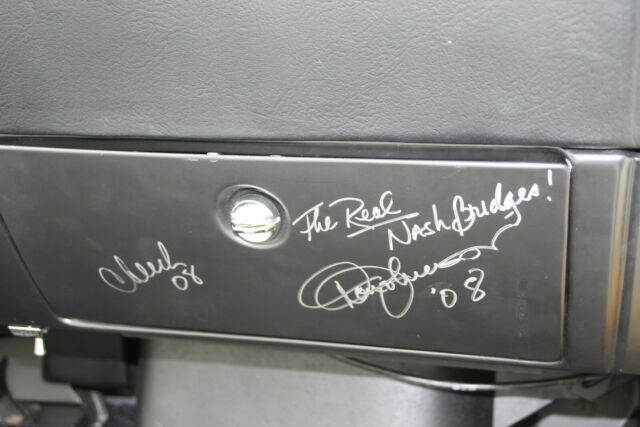 The Real
Nash Bridges!
'08
08